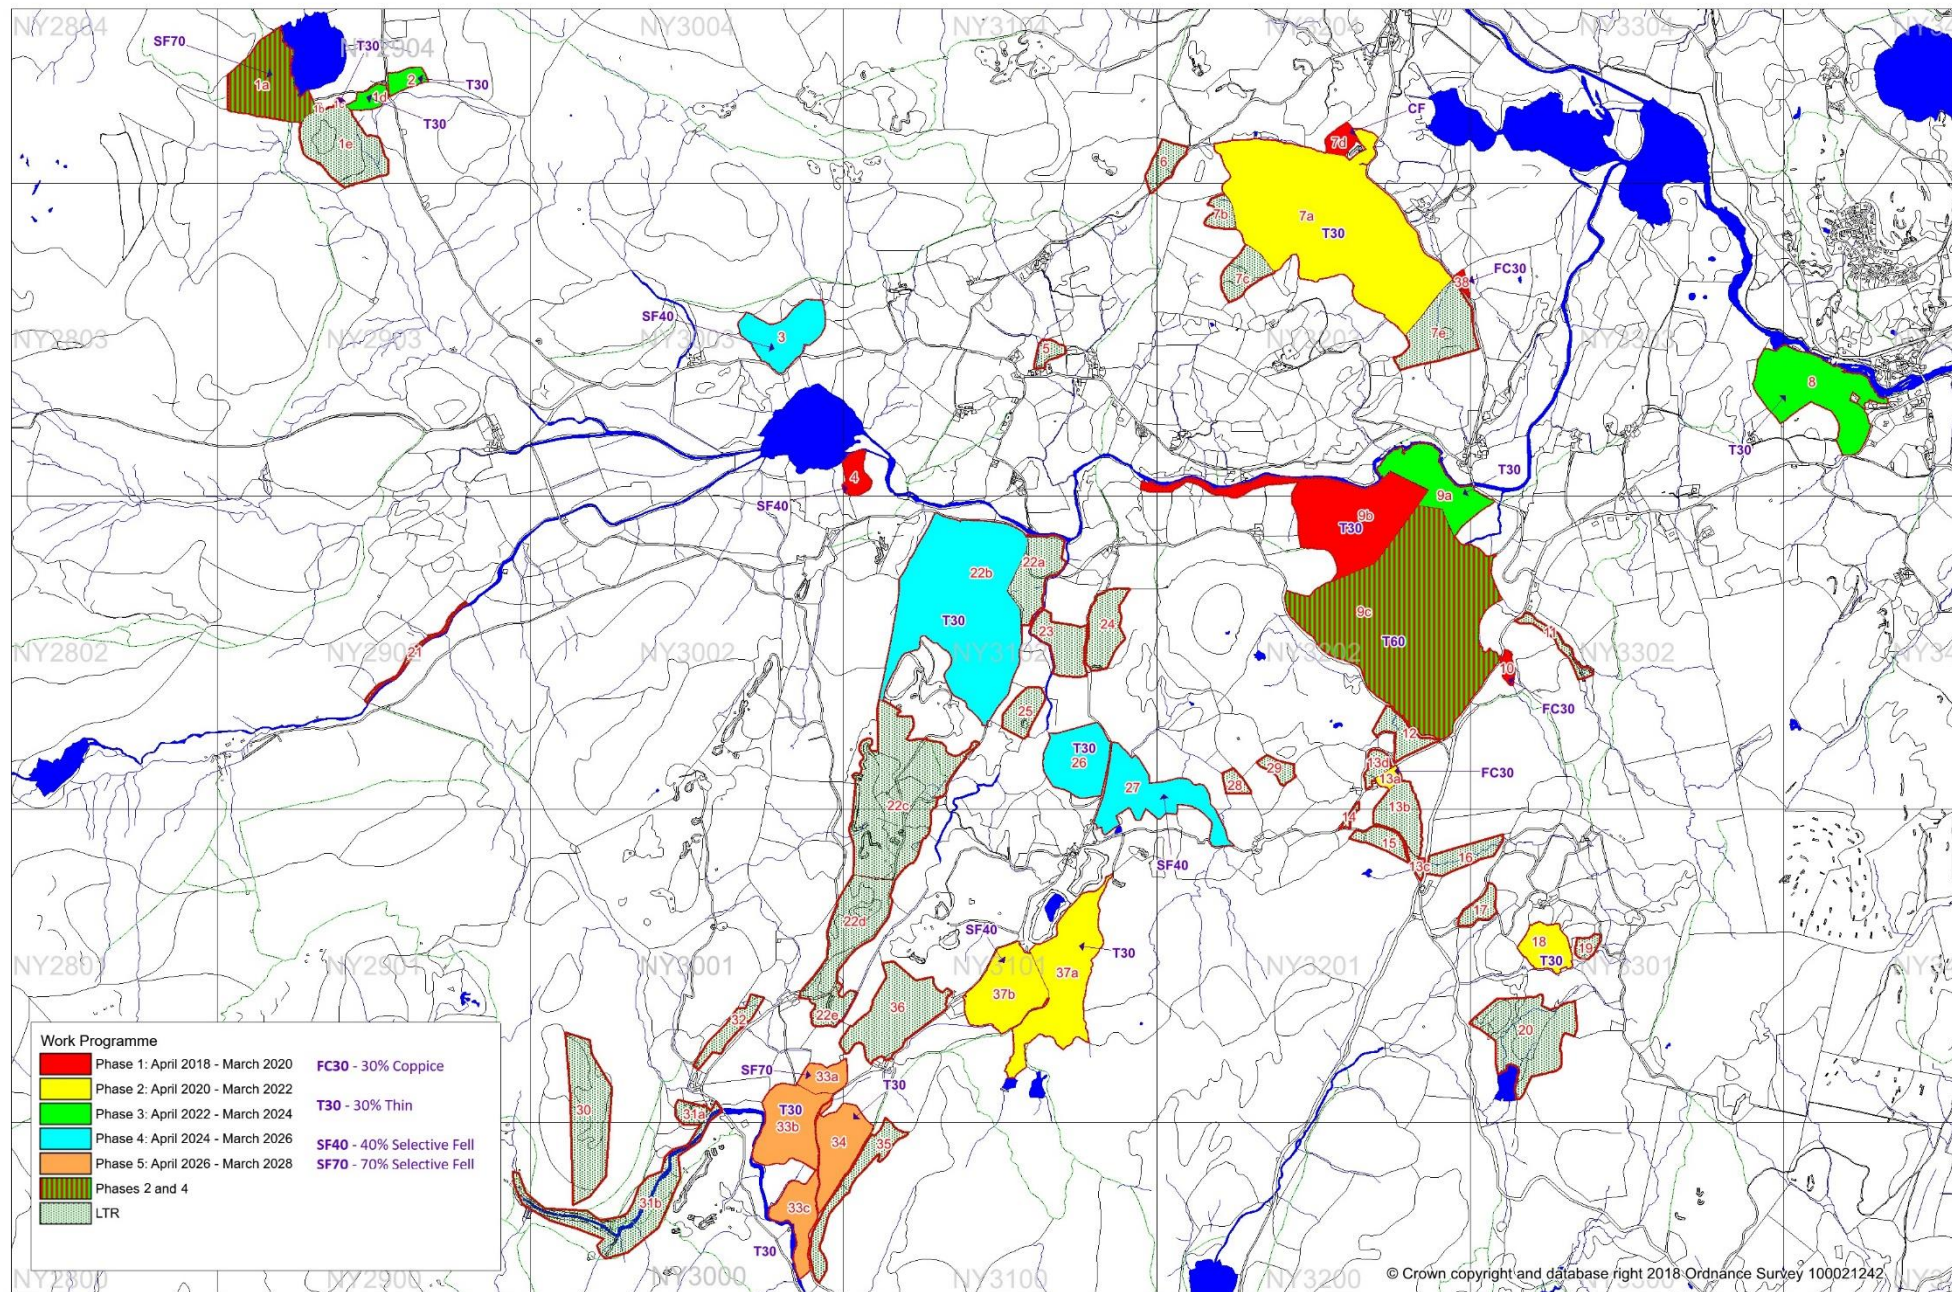 NY2804
NY2904
NY3004
NY3104
NY3204
NY3304
SF70
T30
1a
2
T30
1b
1c
1d
T30
1e
CF
7d
6
7b
7a
T30
7c
38
FC30
7e
SF40
3
NY2903
NY3003
5
NY3203
NY3303
8
T30
4
SF40
9a
T30
9b
T30
22b
22a
T30
9c
T60
23
24
11
NY2802
NY2902
21
NY3002
NY3102
NY3202
NY3302
10
FC30
25
12
T30
26
27
28
29
13d
13a
FC30
13b
14
15
13c
16
SF40
22c
22d
17
SF40
37a
T30
18
T30
19
NY2801
NY2901
NY3001
NY3101
NY3201
NY3301
37b
36
32
22e
20
SF70
33a
T30
T30
33b
34
35
30
31a
31b
33c
T30
Work Programme
Phase 1: April 2018 - March 2020
Phase 2: April 2020 - March 2022
Phase 3: April 2022 - March 2024
Phase 4: April 2024 - March 2026
Phase 5: April 2026 - March 2028
Phases 2 and 4
LTR
FC30 - 30% Coppice
T30 - 30% Thin
SF40 - 40% Selective Fell
SF70 - 70% Selective Fell
NY2800
NY2900
NY3000
NY3100
NY3200
© Crown copyright and database right 2018 Ordnance Survey 100021242